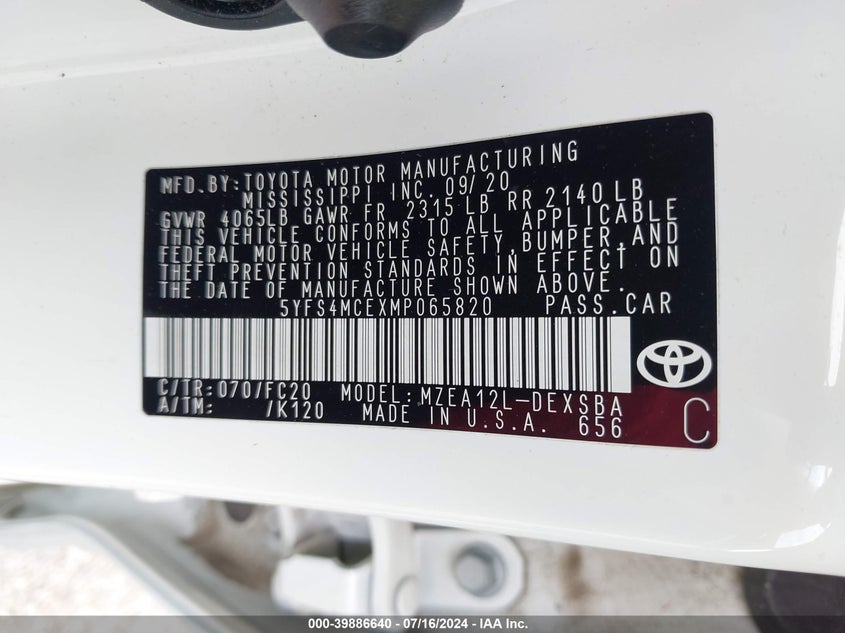 MFD. BY: TOYOTA MOTOR MANUFACTURING
MISSISSIPPI INC. 09/20
GVWR 4065LB GAWR FR 2315 LB RR 2140 LB
THIS VEHICLE CONFORMS TO ALL APPLICABLE
FEDERAL MOTOR VEHICLE SAFETY, BUMPER, AND
THEFT PREVENTION STANDARDS IN EFFECT ON
THE DATE OF MANUFACTURE SHOWN ABOVE.
5YFS4MCEXMP065820 PASS. CAR
C/TR: 070/FC20 MODEL: MZEA12L-DEXSBA
A/TM: /K120 MADE IN U.S.A. 656
C
000-39886640 - 07/16/2024 - IAA Inc.